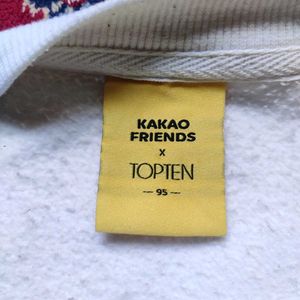 KAKAO
FRIENDS
x
TOPTEN
- 95 -